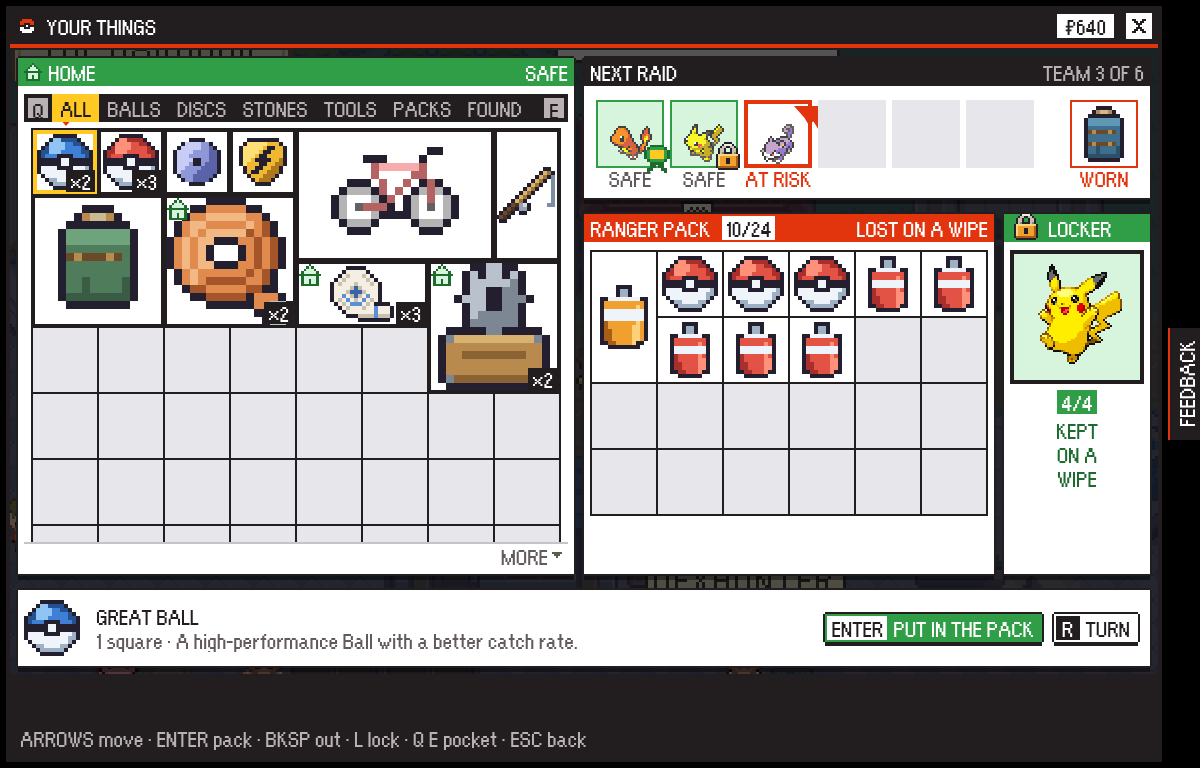 YOUR THINGS
₽640
X
HOME
SAFE
Q ALL BALLS DISCS STONES TOOLS PACKS FOUND E
×2
×3
×2
×3
×2
MORE
NEXT RAID
TEAM 3 OF 6
SAFE
SAFE
AT RISK
WORN
RANGER PACK 10/24
LOST ON A WIPE
LOCKER
4/4
KEPT
ON A
WIPE
FEEDBACK
GREAT BALL
1 square · A high-performance Ball with a better catch rate.
ENTER PUT IN THE PACK
R TURN
ARROWS move · ENTER pack · BKSP out · L lock · Q E pocket · ESC back